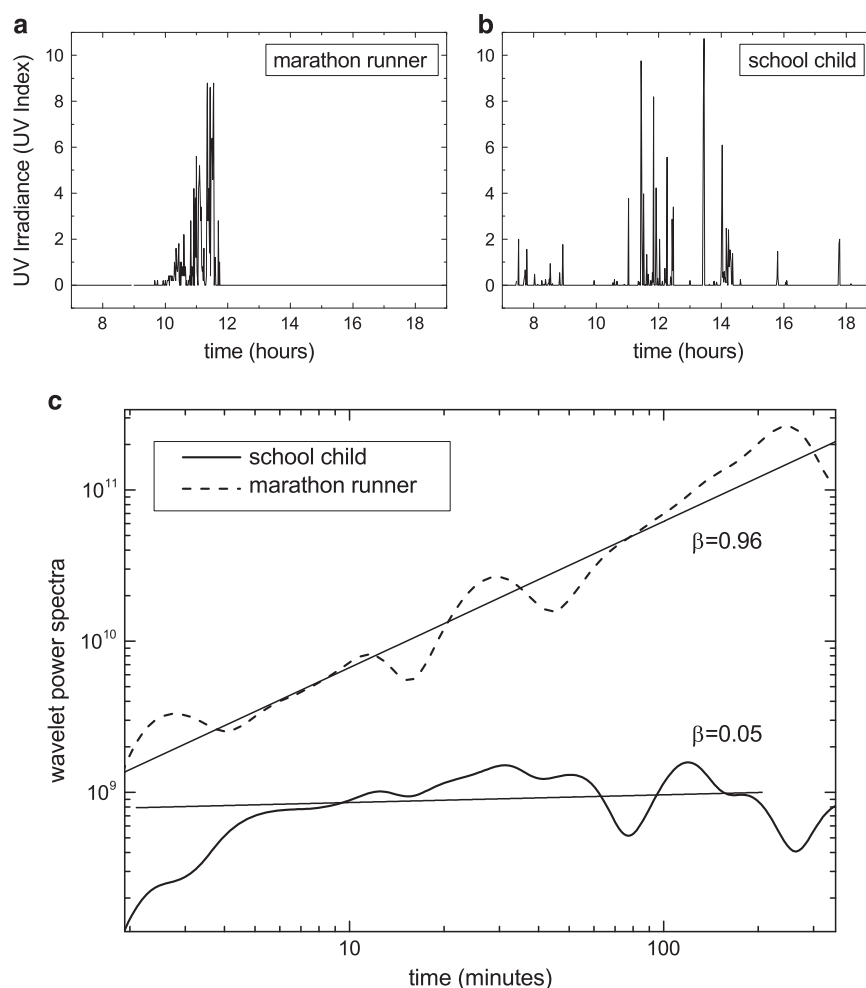 a
marathon runner
UV Irradiance (UV Index)
10
8
6
4
2
0
8 10 12 14 16 18
time (hours)
b
school child
10
8
6
4
2
0
8 10 12 14 16 18
time (hours)
c
school child
marathon runner
wavelet power spectra
10¹¹
10¹⁰
10⁹
β=0.96
β=0.05
10 100
time (minutes)